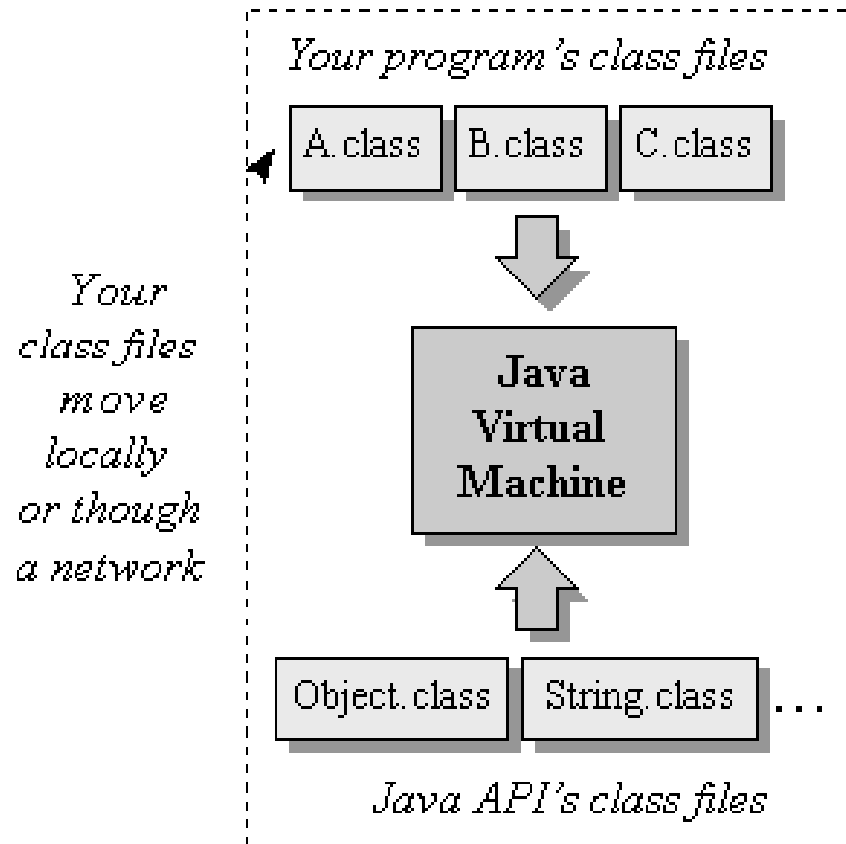 Your program's class files
A.class B.class C.class
Your
class files
move
locally
or though
a network
Java
Virtual
Machine
Object.class String.class ...
Java API's class files